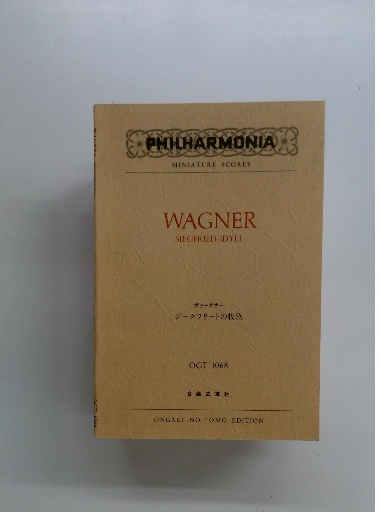 PHILHARMONIA
MINIATURE SCORES
WAGNER
SIEGFRIED-IDYLL
ヴァーグナー
ジークフリートの牧歌
OGT 1068
音楽之友社
ONGAKU-NO-TOMO EDITION